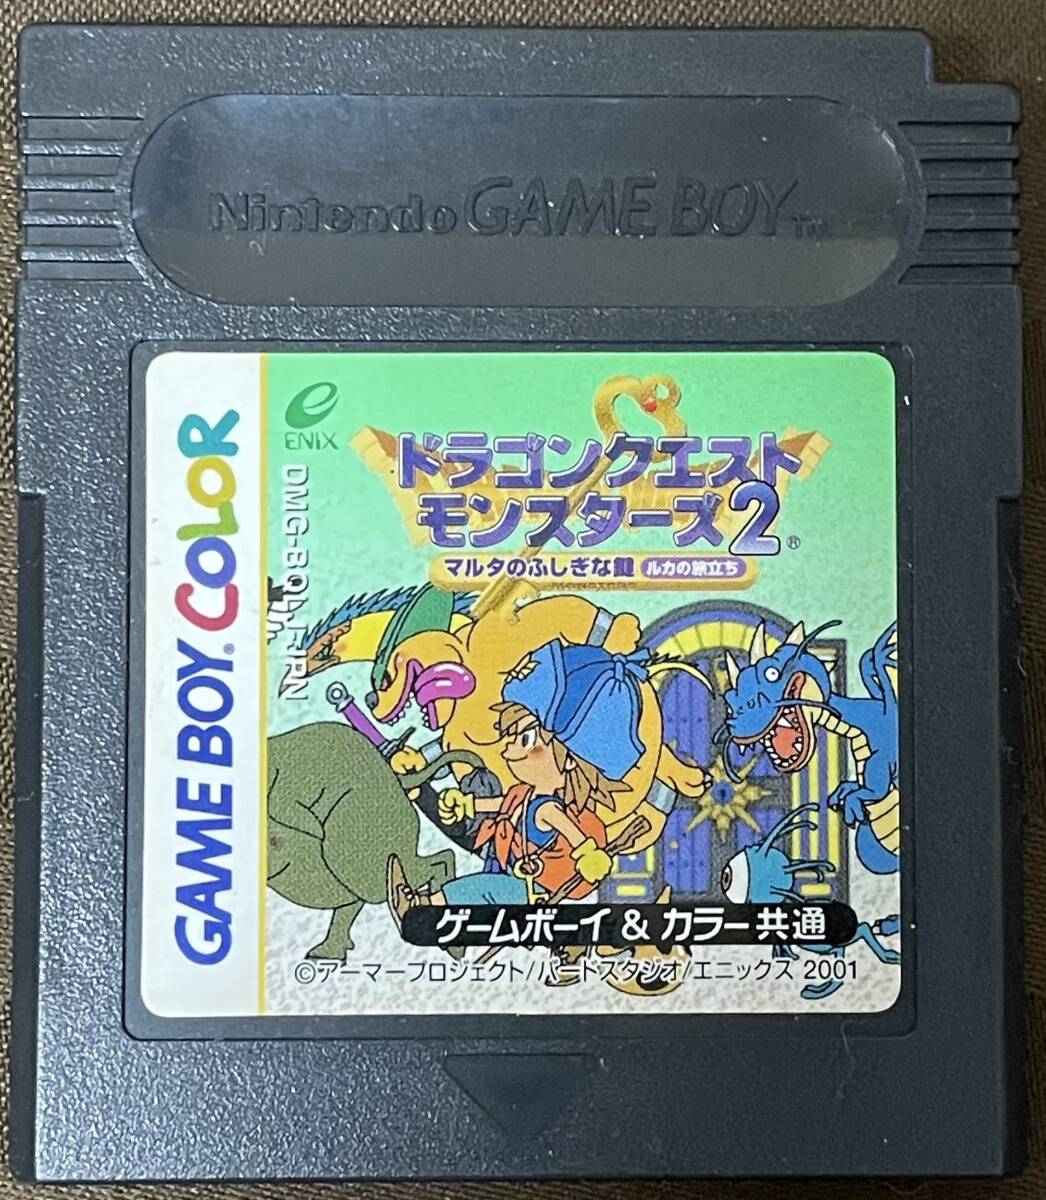 Nintendo GAME BOY TM
GAME BOY COLOR
ENIX
ドラゴンクエスト
モンスターズ2®
マルタのふしぎな鍵 ルカの旅立ち
ゲームボーイ & カラー共通
©アーマープロジェクト/バードスタジオ/エニックス 2001